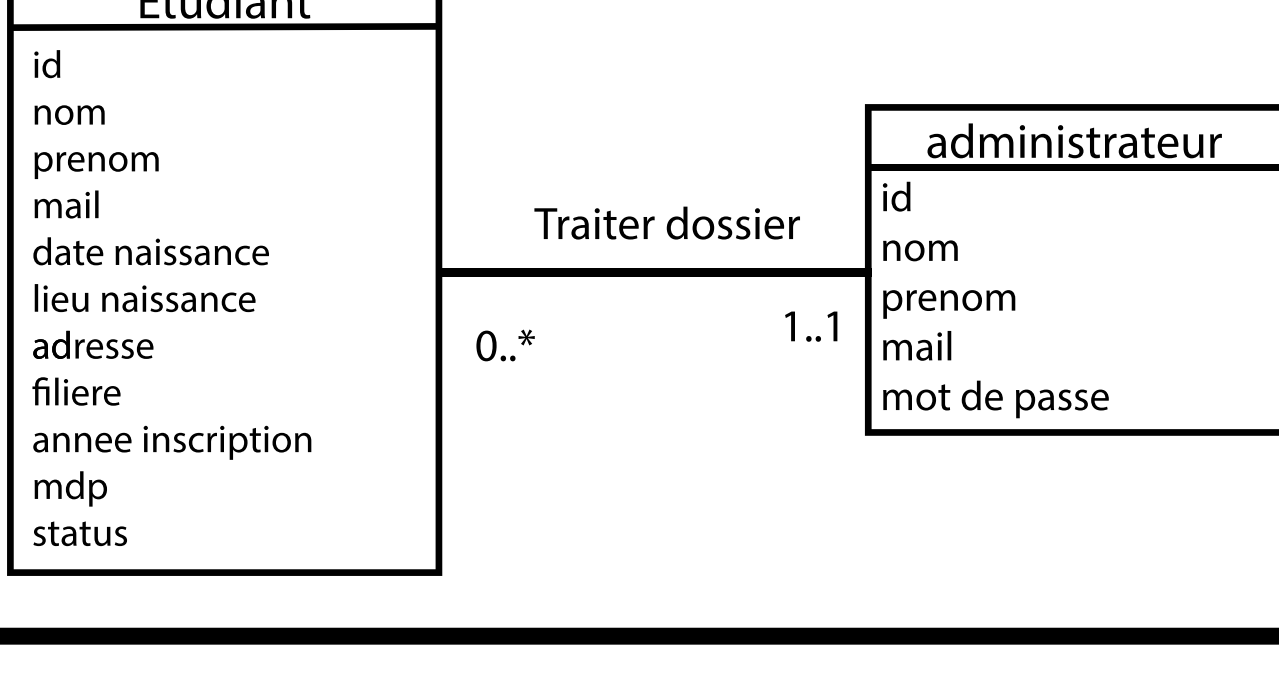 Etudiant
id
nom
prenom
mail
date naissance
lieu naissance
adresse
filiere
annee inscription
mdp
status
Traiter dossier
0..*
1..1
administrateur
id
nom
prenom
mail
mot de passe